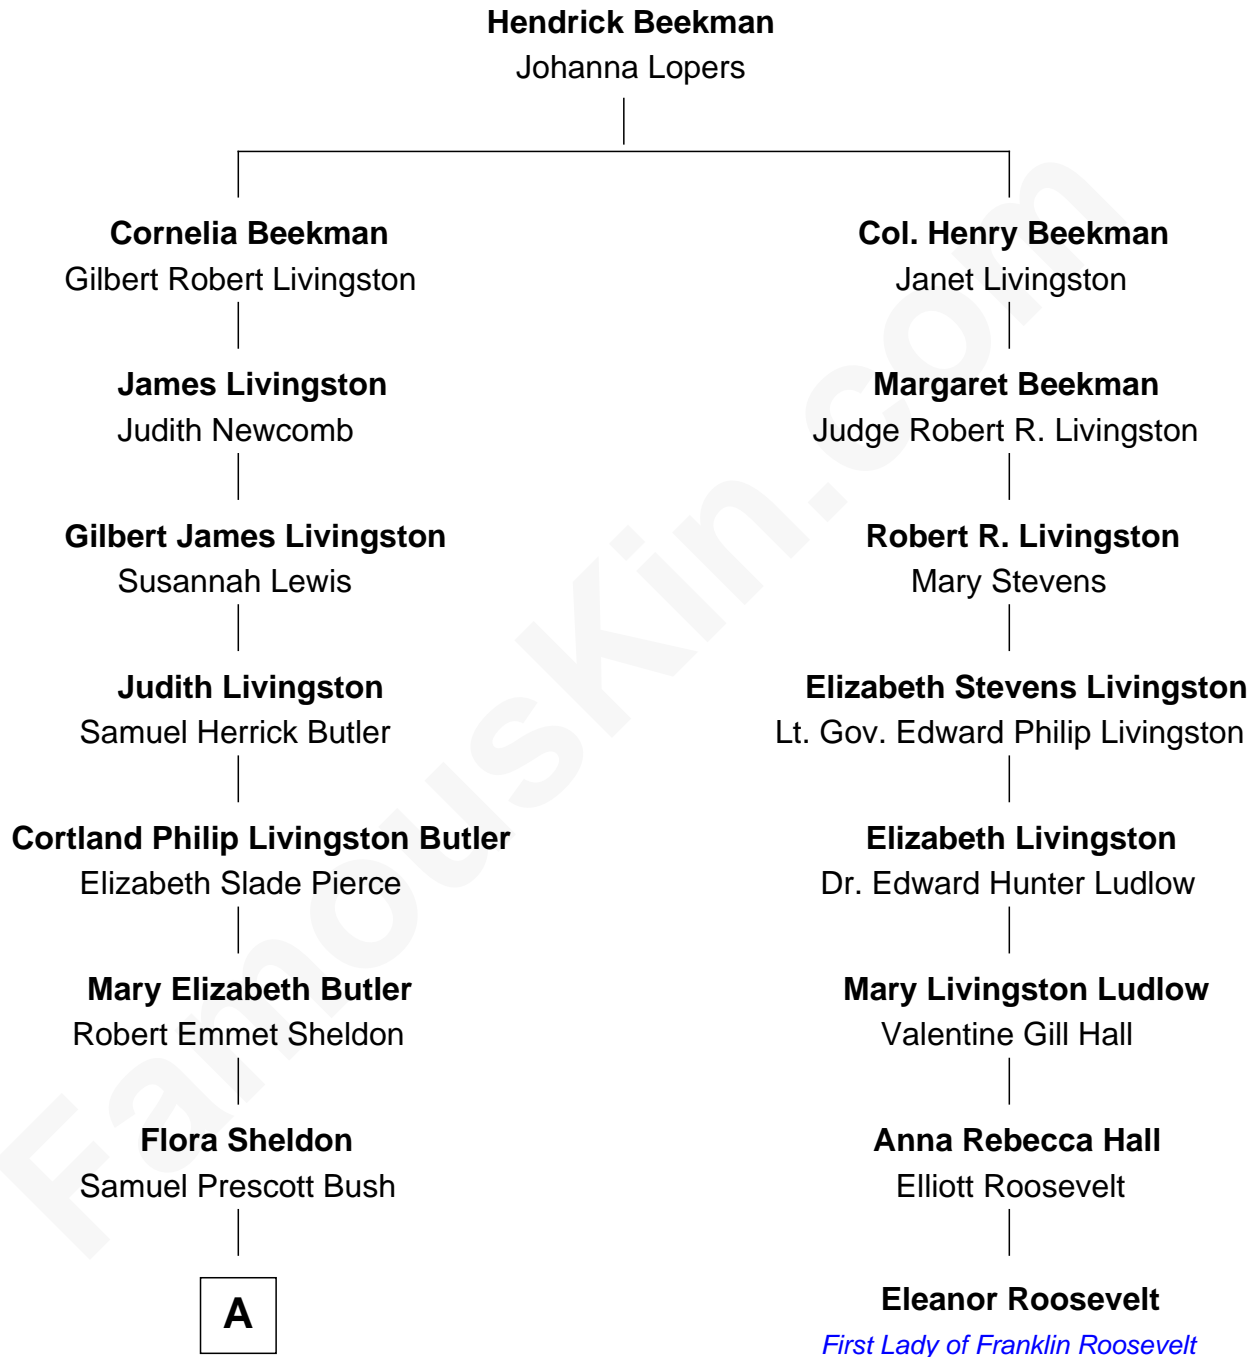 Hendrick Beekman
Johanna Lopers
Cornelia Beekman
Gilbert Robert Livingston
Col. Henry Beekman
Janet Livingston
James Livingston
Judith Newcomb
Margaret Beekman
Judge Robert R. Livingston
Gilbert James Livingston
Susannah Lewis
Robert R. Livingston
Mary Stevens
Judith Livingston
Samuel Herrick Butler
Elizabeth Stevens Livingston
Lt. Gov. Edward Philip Livingston
Cortland Philip Livingston Butler
Elizabeth Slade Pierce
Elizabeth Livingston
Dr. Edward Hunter Ludlow
Mary Elizabeth Butler
Robert Emmet Sheldon
Mary Livingston Ludlow
Valentine Gill Hall
Flora Sheldon
Samuel Prescott Bush
Anna Rebecca Hall
Elliott Roosevelt
A
Eleanor Roosevelt
First Lady of Franklin Roosevelt
FamousKin.com